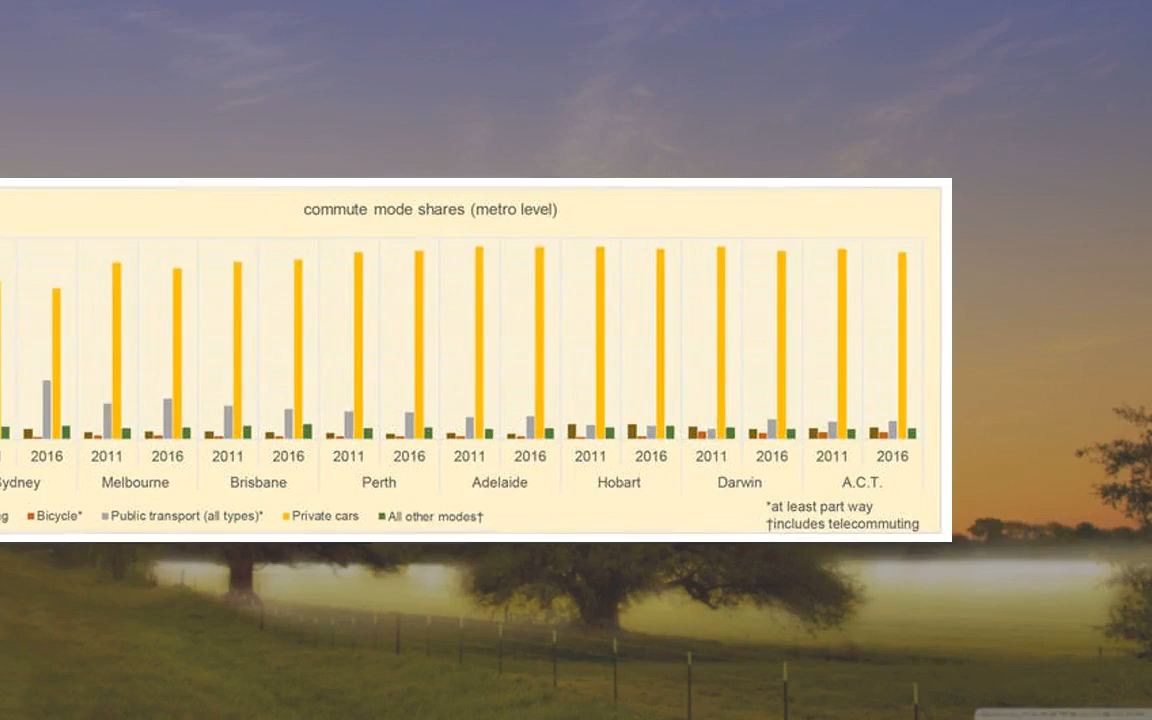 commute mode shares (metro level)
2016 2011 2016 2011 2016 2011 2016 2011 2016 2011 2016 2011 2016 2011 2016
ydney Melbourne Brisbane Perth Adelaide Hobart Darwin A.C.T.
g Bicycle* Public transport (all types)* Private cars All other modes†
*at least part way
†includes telecommuting